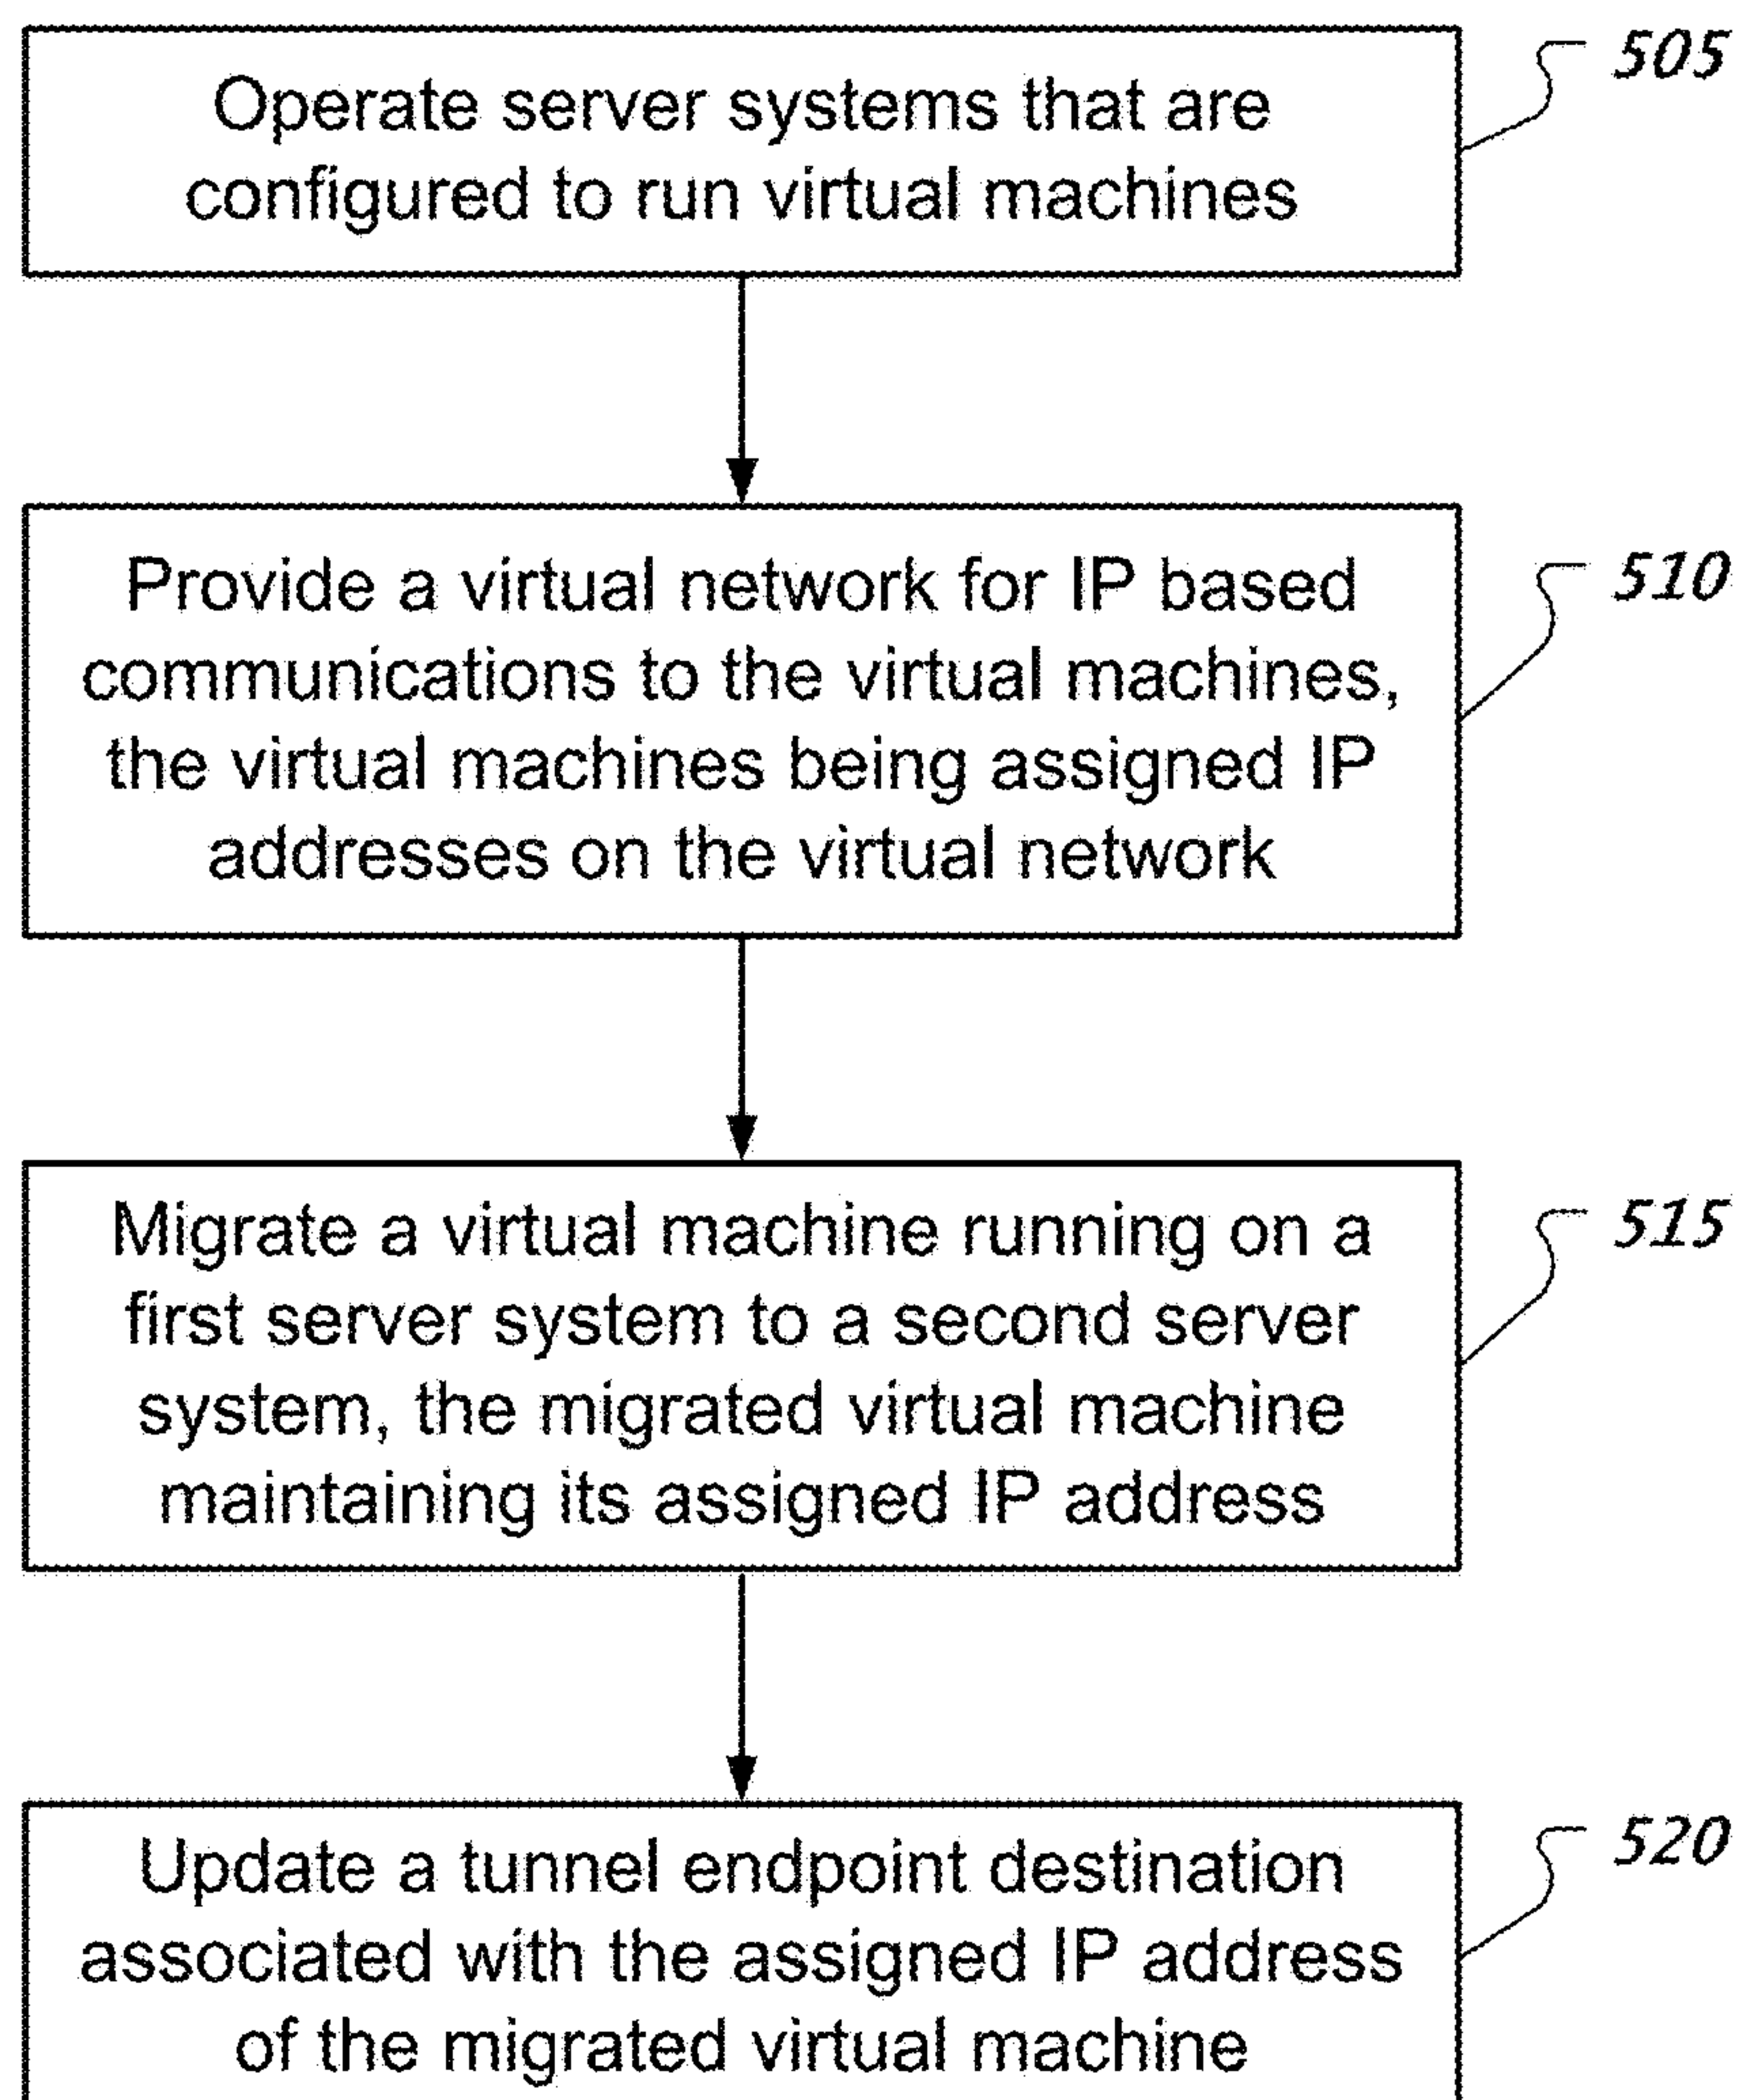 Operate server systems that are
configured to run virtual machines
505
Provide a virtual network for IP based
communications to the virtual machines,
the virtual machines being assigned IP
addresses on the virtual network
510
Migrate a virtual machine running on a
first server system to a second server
system, the migrated virtual machine
maintaining its assigned IP address
515
Update a tunnel endpoint destination
associated with the assigned IP address
of the migrated virtual machine
520